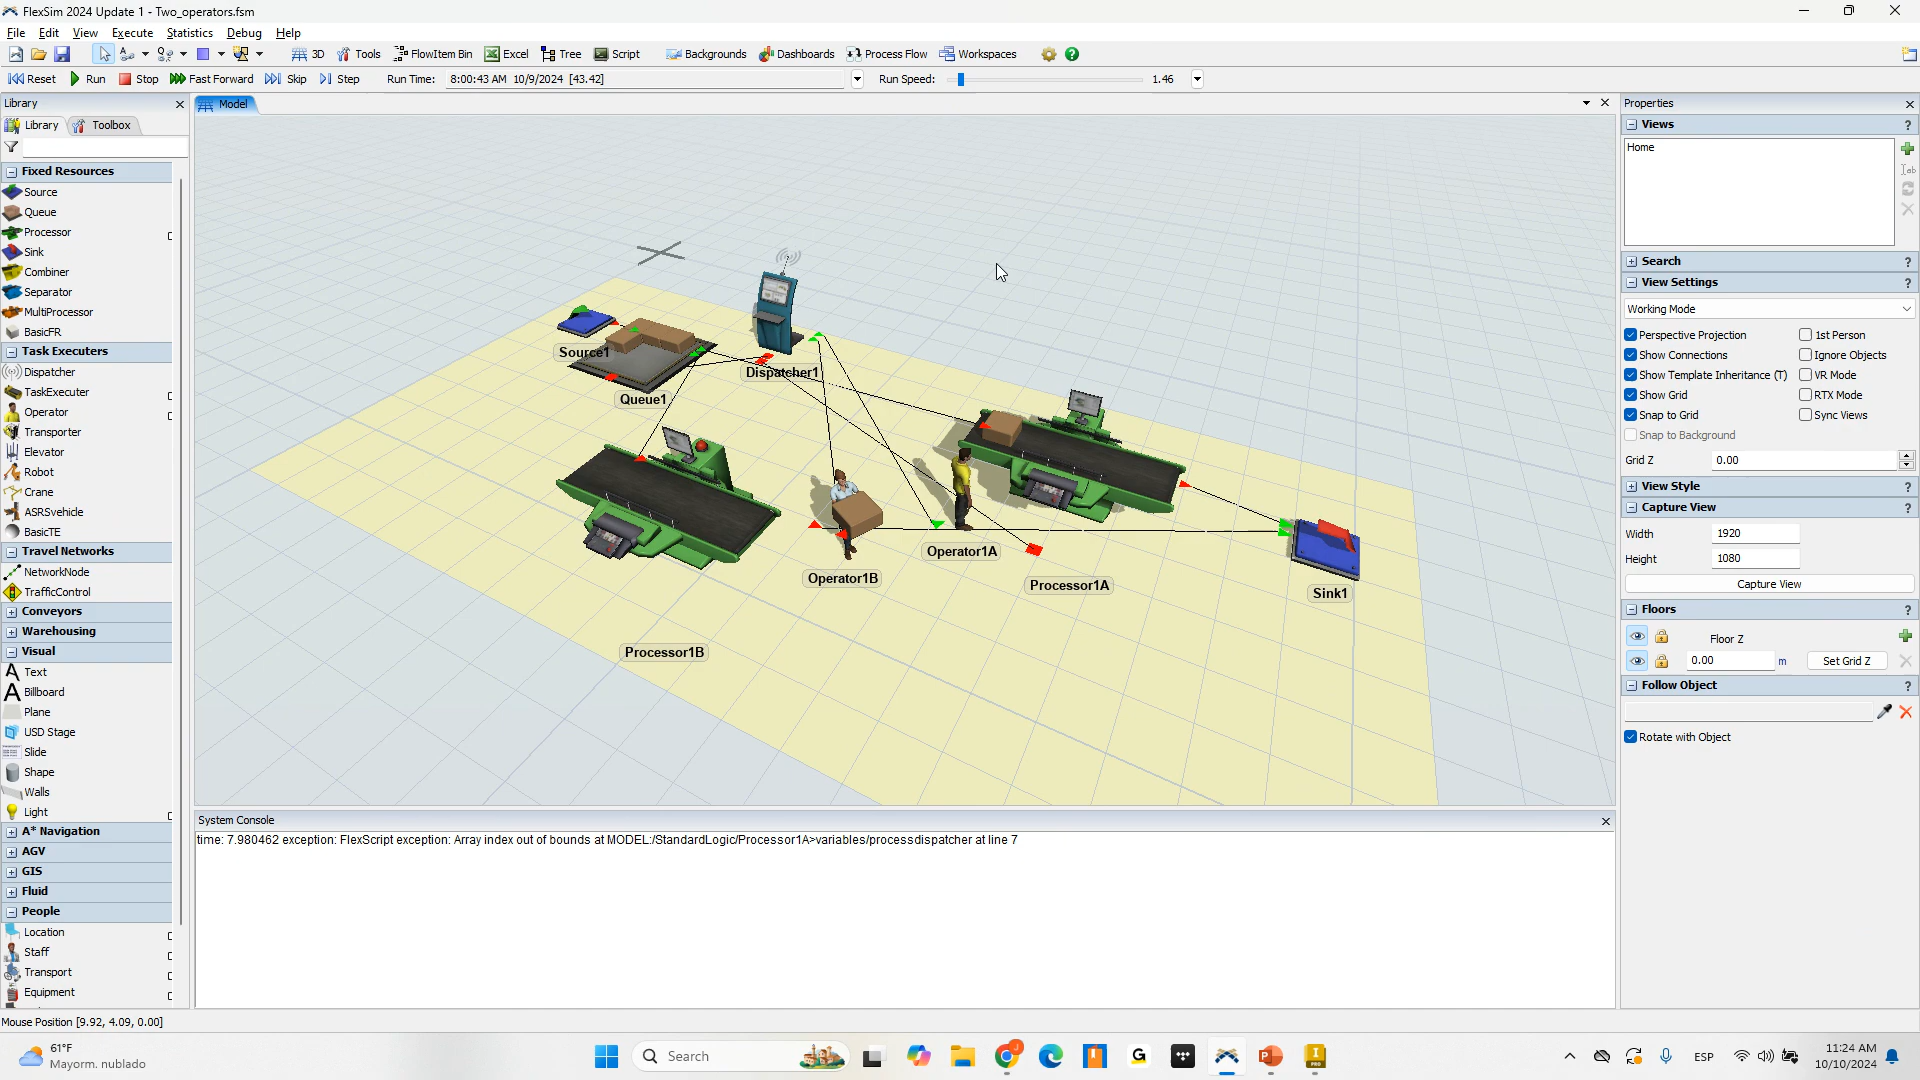 FlexSim 2024 Update 1 - Two_operators.fsm
File Edit View Execute Statistics Debug Help
3D Tools FlowItem Bin Excel Tree Script Backgrounds Dashboards Process Flow Workspaces
Reset Run Stop Fast Forward Skip Step Run Time: 8:00:43 AM 10/9/2024 [43.42] Run Speed: 1.46
Library
Library Toolbox
Fixed Resources
Source
Queue
Processor
Sink
Combiner
Separator
MultiProcessor
BasicFR
Task Executers
Dispatcher
TaskExecuter
Operator
Transporter
Elevator
Robot
Crane
ASRSvehicle
BasicTE
Travel Networks
NetworkNode
TrafficControl
Conveyors
Warehousing
Visual
Text
Billboard
Plane
USD Stage
Slide
Shape
Walls
Light
A* Navigation
AGV
GIS
Fluid
People
Location
Staff
Transport
Equipment
Model
Source1
Dispatcher1
Queue1
Operator1A
Operator1B
Processor1A
Sink1
Processor1B
System Console
time: 7.980462 exception: FlexScript exception: Array index out of bounds at MODEL:/StandardLogic/Processor1A>variables/processdispatcher at line 7
Properties
Views
Home
Search
View Settings
Working Mode
Perspective Projection 1st Person
Show Connections Ignore Objects
Show Template Inheritance (T) VR Mode
Show Grid RTX Mode
Snap to Grid Sync Views
Snap to Background
Grid Z 0.00
View Style
Capture View
Width 1920
Height 1080
Capture View
Floors
Floor Z
0.00 m Set Grid Z
Follow Object
Rotate with Object
Mouse Position [9.92, 4.09, 0.00]
61°F
Mayorm. nublado
Search
ESP
11:24 AM
10/10/2024